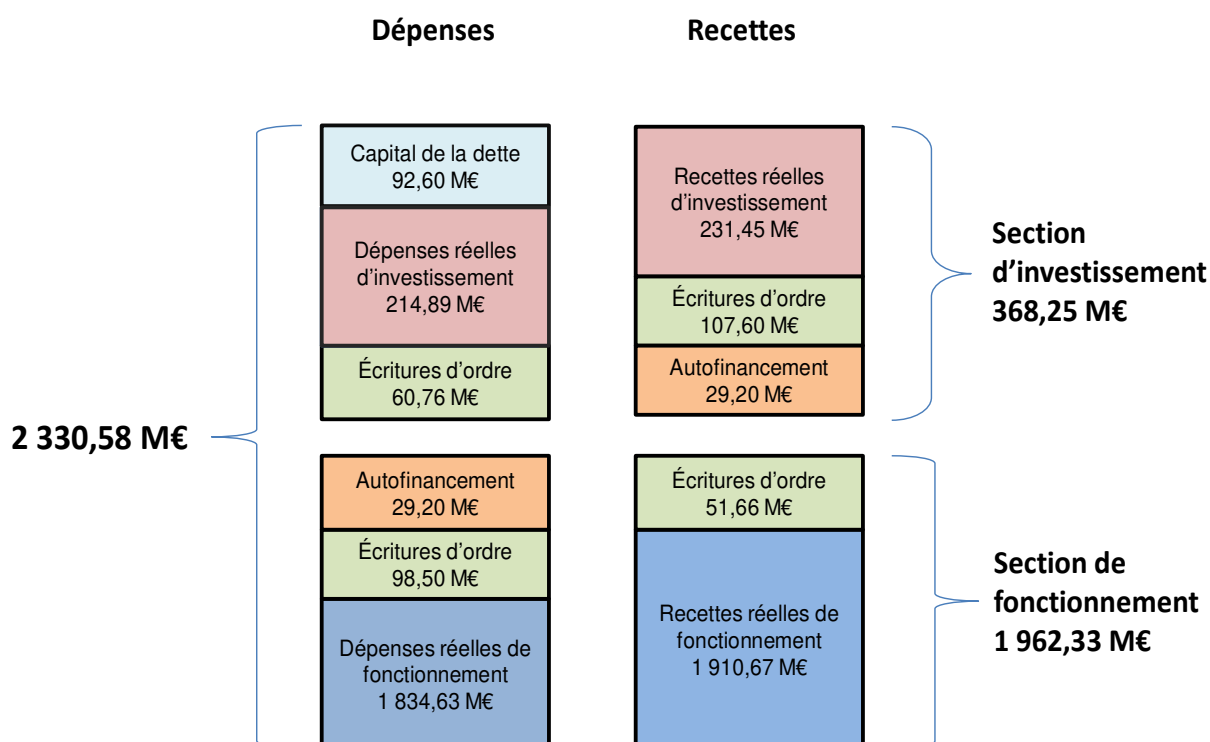 Dépenses
Recettes
Capital de la dette
92,60 M€
Dépenses réelles
d'investissement
214,89 M€
Écritures d'ordre
60,76 M€
Recettes réelles
d'investissement
231,45 M€
Écritures d'ordre
107,60 M€
Autofinancement
29,20 M€
Section
d’investissement
368,25 M€
2 330,58 M€
Autofinancement
29,20 M€
Écritures d'ordre
98,50 M€
Dépenses réelles de
fonctionnement
1 834,63 M€
Écritures d'ordre
51,66 M€
Recettes réelles de
fonctionnement
1 910,67 M€
Section de
fonctionnement
1 962,33 M€